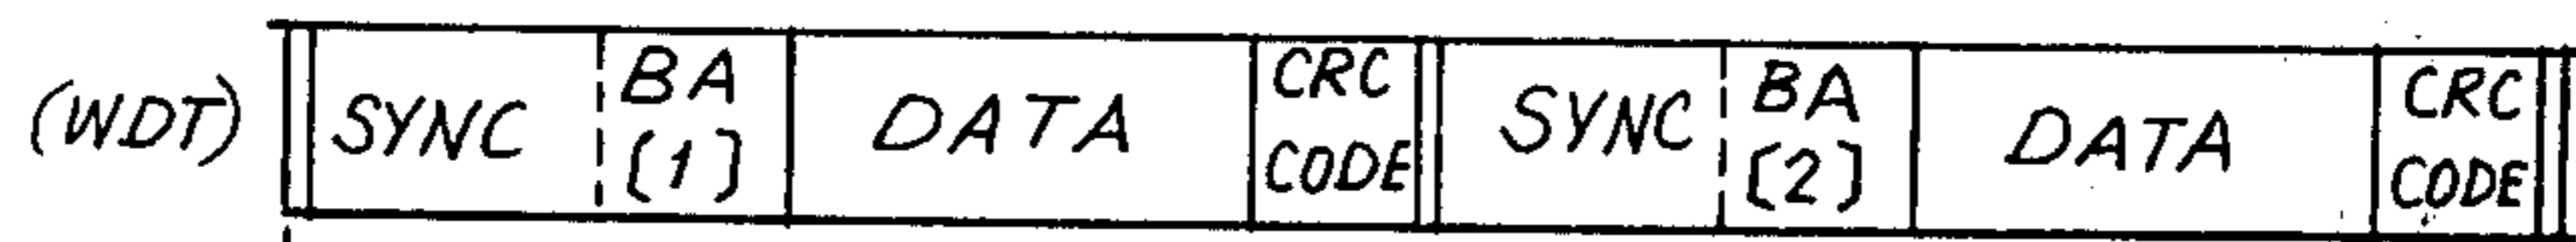 (WDT) SYNC BA [1] DATA CRC CODE SYNC BA [2] DATA CRC CODE